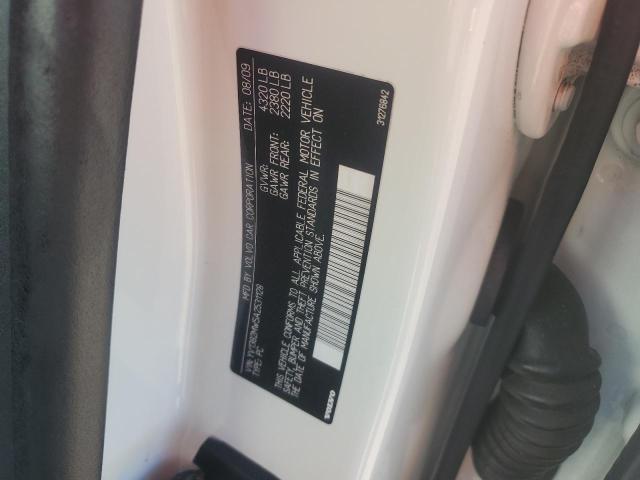 MFD BY VOLVO CAR CORPORATION DATE: 08/09
GVWR: 4320 LB
GAWR FRONT: 2380 LB
GAWR REAR: 2220 LB
THIS VEHICLE CONFORMS TO ALL APPLICABLE FEDERAL MOTOR VEHICLE
SAFETY, BUMPER AND THEFT PREVENTION STANDARDS IN EFFECT ON
THE DATE OF MANUFACTURE SHOWN ABOVE.
VIN:
TYPE: PC
VOLVO
31276842